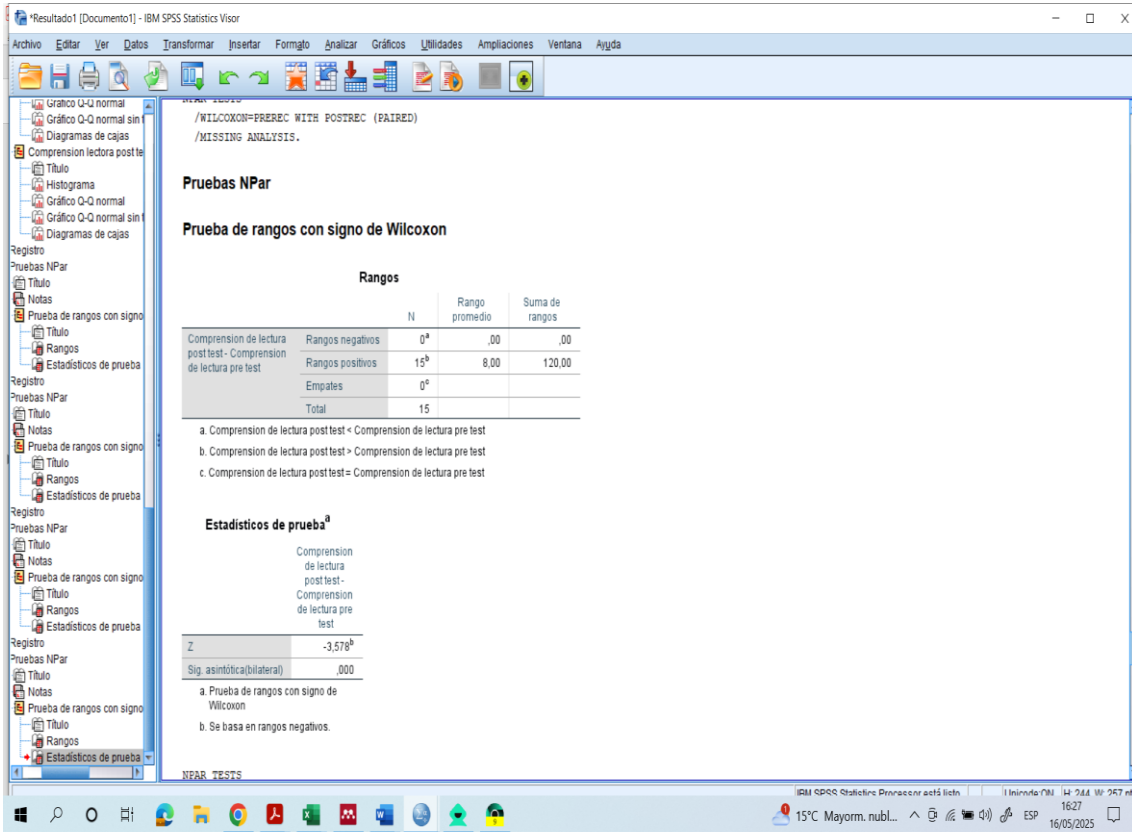 *Resultado1 [Documento1] - IBM SPSS Statistics Visor
Archivo Editar Ver Datos Transformar Insertar Formato Analizar Gráficos Utilidades Ampliaciones Ventana Ayuda
Gráfico Q-Q normal
Gráfico Q-Q normal sin t
Diagramas de cajas
Comprension lectora post te
Título
Histograma
Gráfico Q-Q normal
Gráfico Q-Q normal sin t
Diagramas de cajas
Registro
Pruebas NPar
Título
Notas
Prueba de rangos con signo
Título
Rangos
Estadísticos de prueba
Registro
Pruebas NPar
Título
Notas
Prueba de rangos con signo
Título
Rangos
Estadísticos de prueba
Registro
Pruebas NPar
Título
Notas
Prueba de rangos con signo
Título
Rangos
Estadísticos de prueba
Registro
Pruebas NPar
Título
Notas
Prueba de rangos con signo
Título
Rangos
Estadísticos de prueba
NPAR TESTS
/WILCOXON=PREREC WITH POSTREC (PAIRED)
/MISSING ANALYSIS.
Pruebas NPar
Prueba de rangos con signo de Wilcoxon
Rangos
N Rango promedio Suma de rangos
Comprension de lectura post test - Comprension de lectura pre test
Rangos negativos 0a ,00 ,00
Rangos positivos 15b 8,00 120,00
Empates 0c
Total 15
a. Comprension de lectura post test < Comprension de lectura pre test
b. Comprension de lectura post test > Comprension de lectura pre test
c. Comprension de lectura post test = Comprension de lectura pre test
Estadísticos de pruebaa
Comprension
de lectura
post test -
Comprension
de lectura pre
test
Z -3,578b
Sig. asintótica(bilateral) ,000
a. Prueba de rangos con signo de
Wilcoxon
b. Se basa en rangos negativos.
NPAR TESTS
IBM SPSS Statistics Processor está listo Unicode:ON H: 244, W: 257 pt
15°C Mayorm. nubl... ESP 16:27
16/05/2025